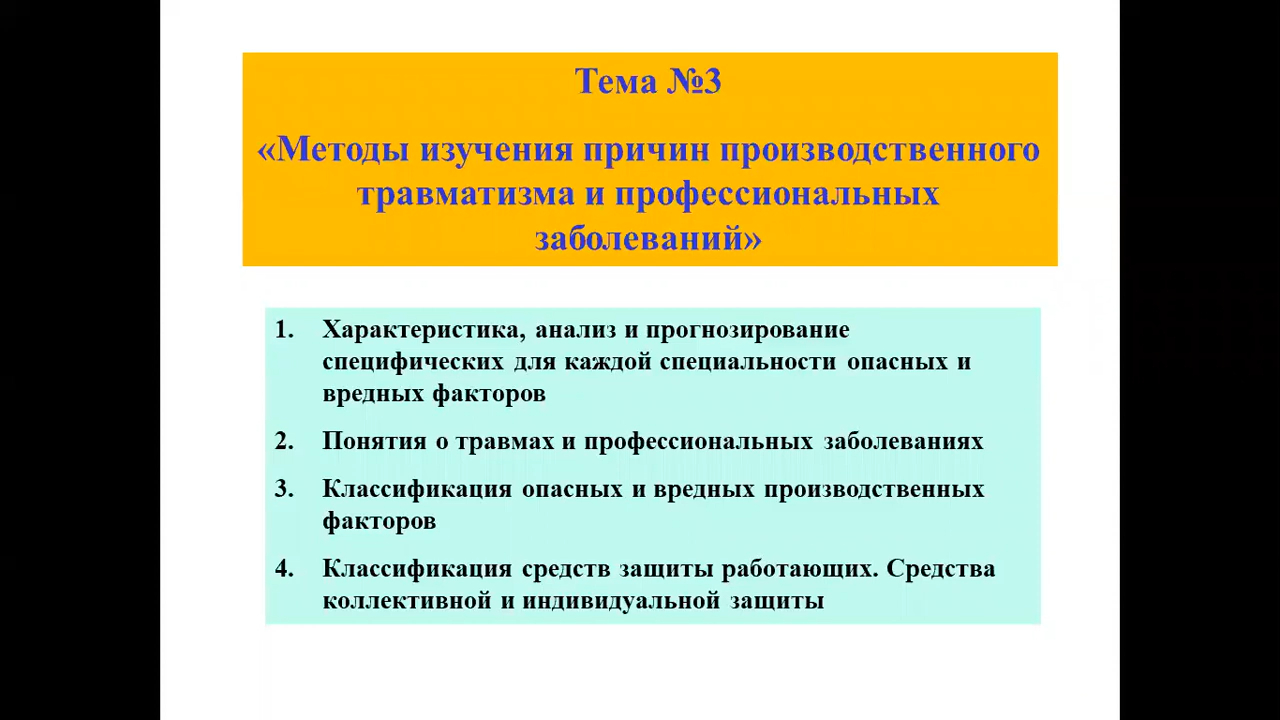 Тема №3
«Методы изучения причин производственного
травматизма и профессиональных
заболеваний»
1. Характеристика, анализ и прогнозирование
специфических для каждой специальности опасных и
вредных факторов
2. Понятия о травмах и профессиональных заболеваниях
3. Классификация опасных и вредных производственных
факторов
4. Классификация средств защиты работающих. Средства
коллективной и индивидуальной защиты